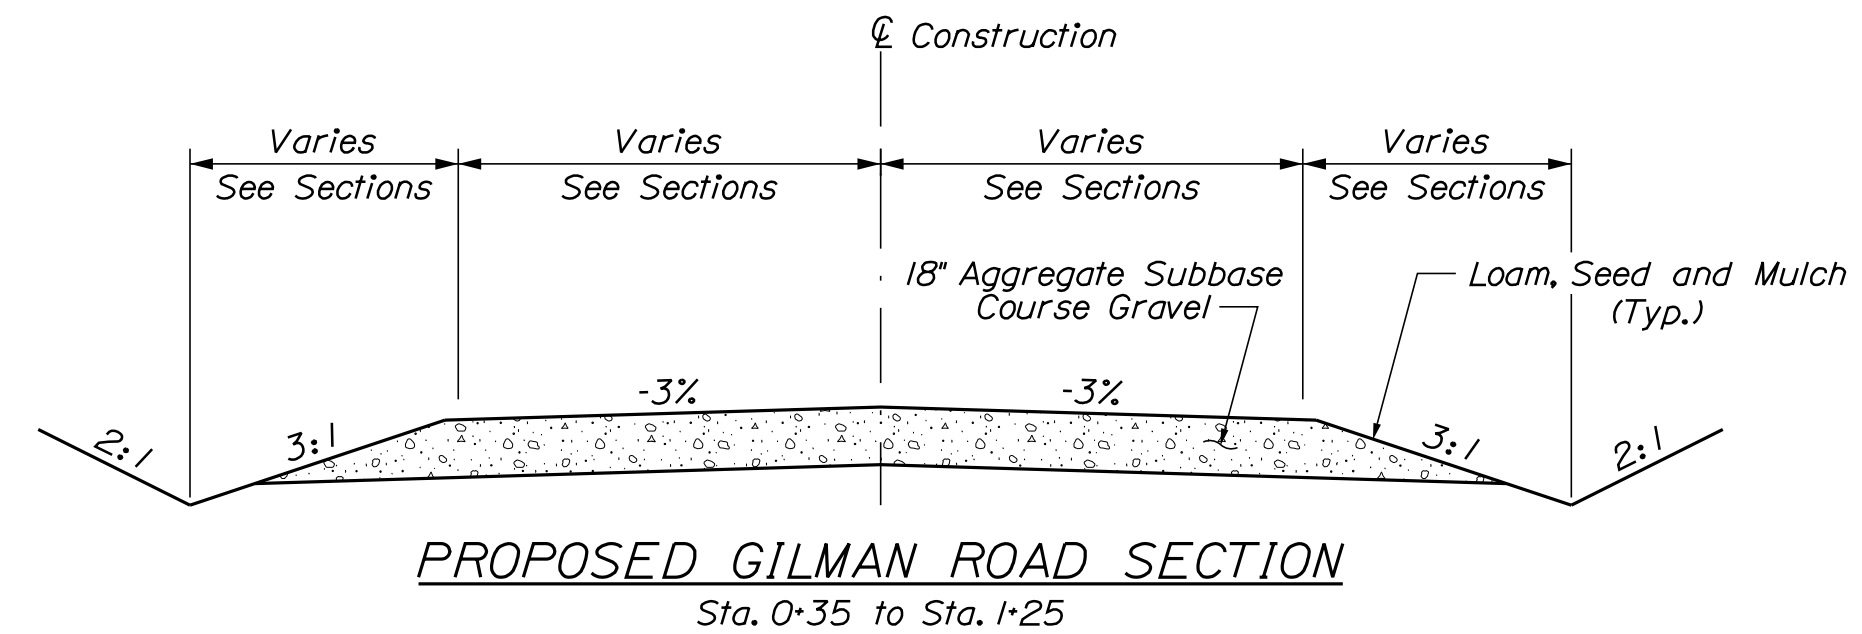 ℄ Construction
Varies Varies Varies Varies
See Sections See Sections See Sections See Sections
18" Aggregate Subbase
Course Gravel
Loam, Seed and Mulch
(Typ.)
-3% -3%
2:1 3:1 3:1 2:1
PROPOSED GILMAN ROAD SECTION
Sta. 0+35 to Sta. 1+25